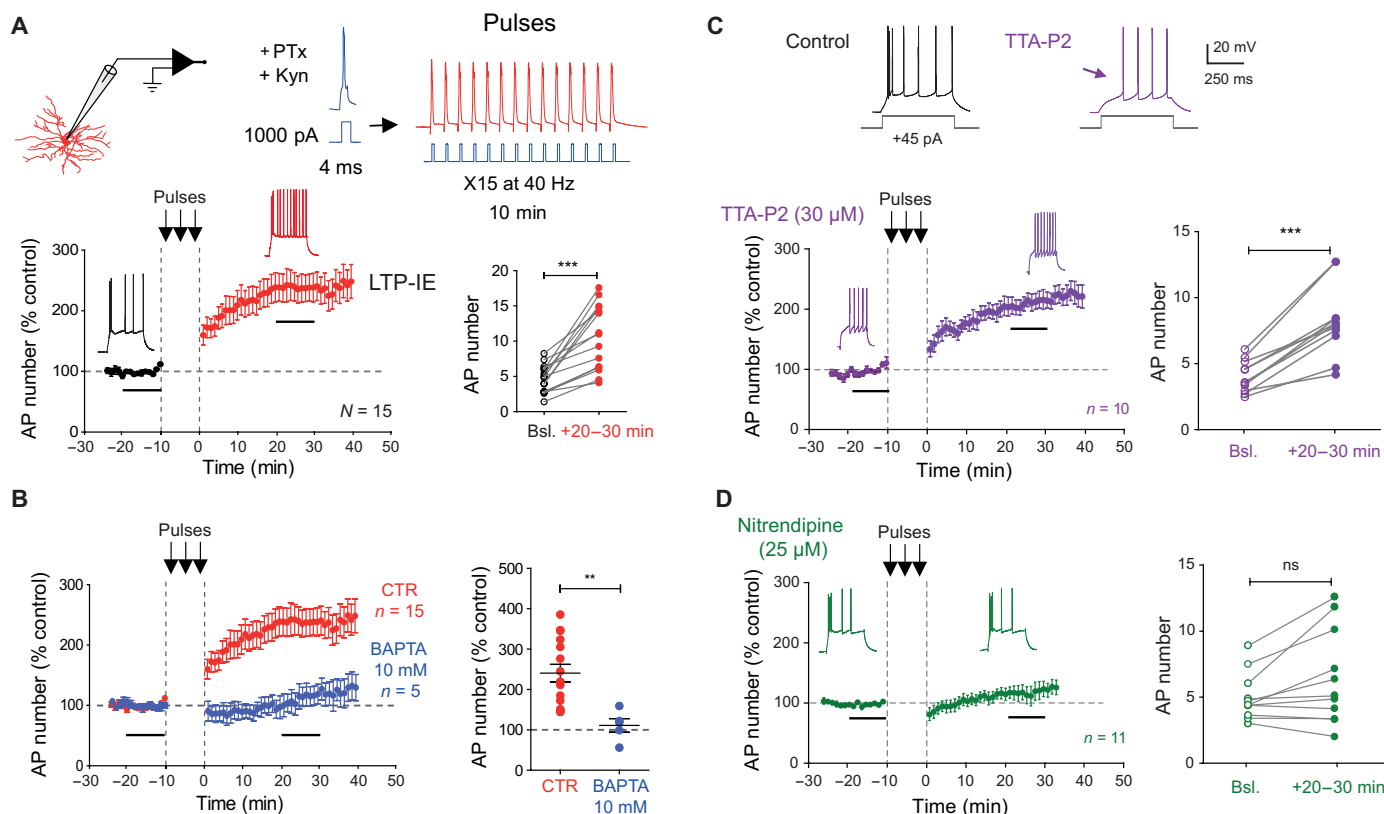 A
Pulses
+ PTx
+ Kyn
1000 pA
4 ms
X15 at 40 Hz
10 min
Pulses
300
200
100
0
AP number (% control)
LTP-IE
N = 15
−30 −20 −10 0 10 20 30 40 50
Time (min)
20
15
10
5
0
AP number
***
Bsl. +20–30 min
B
Pulses
300
200
100
0
AP number (% control)
CTR
n = 15
BAPTA
10 mM
n = 5
−30 −20 −10 0 10 20 30 40 50
Time (min)
500
400
300
200
100
0
AP number (% control)
**
CTR BAPTA
10 mM
C
Control
TTA-P2
20 mV
250 ms
+45 pA
Pulses
TTA-P2 (30 µM)
300
200
100
0
AP number (% control)
n = 10
−30 −20 −10 0 10 20 30 40 50
Time (min)
15
10
5
0
AP number
***
Bsl. +20–30 min
D
Nitrendipine
(25 µM)
Pulses
300
200
100
0
AP number (% control)
n = 11
−30 −20 −10 0 10 20 30 40 50
Time (min)
15
10
5
0
AP number
ns
Bsl. +20–30 min